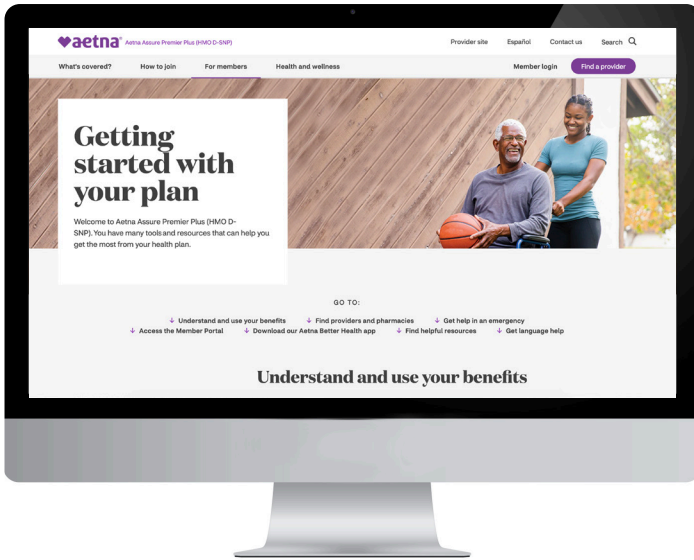 aetna® Aetna Assure Premier Plus (HMO D-SNP)
Provider site Español Contact us Search
What's covered? How to join For members Health and wellness Member login Find a provider
Getting
started with
your plan
Welcome to Aetna Assure Premier
Plus (HMO D-
SNP). You have many tools and resources that can help you
get the most from your health plan.
GO TO:
↓ Understand and use your benefits ↓ Find providers and pharmacies ↓ Get help in an emergency
↓ Access the Member Portal ↓ Download our Aetna Better Health app ↓ Find helpful resources ↓ Get language help
Understand and use your benefits